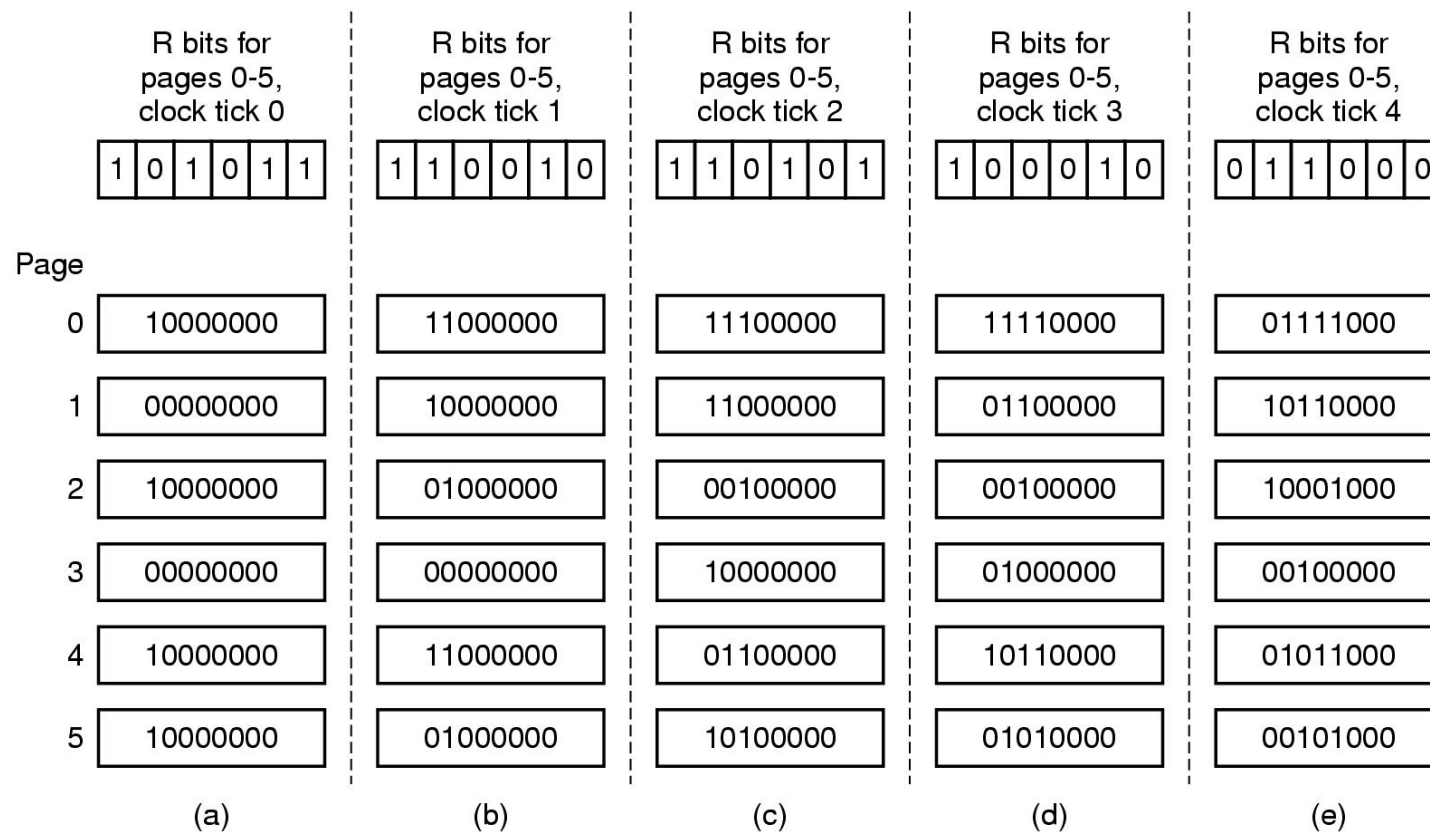 R bits for pages 0-5, clock tick 0
R bits for pages 0-5, clock tick 1
R bits for pages 0-5, clock tick 2
R bits for pages 0-5, clock tick 3
R bits for pages 0-5, clock tick 4
1 0 1 0 1 1
1 1 0 0 1 0
1 1 0 1 0 1
1 0 0 0 1 0
0 1 1 0 0 0
Page
0 10000000 11000000 11100000 11110000 01111000
1 00000000 10000000 11000000 01100000 10110000
2 10000000 01000000 00100000 00100000 10001000
3 00000000 00000000 10000000 01000000 00100000
4 10000000 11000000 01100000 10110000 01011000
5 10000000 01000000 10100000 01010000 00101000
(a) (b) (c) (d) (e)